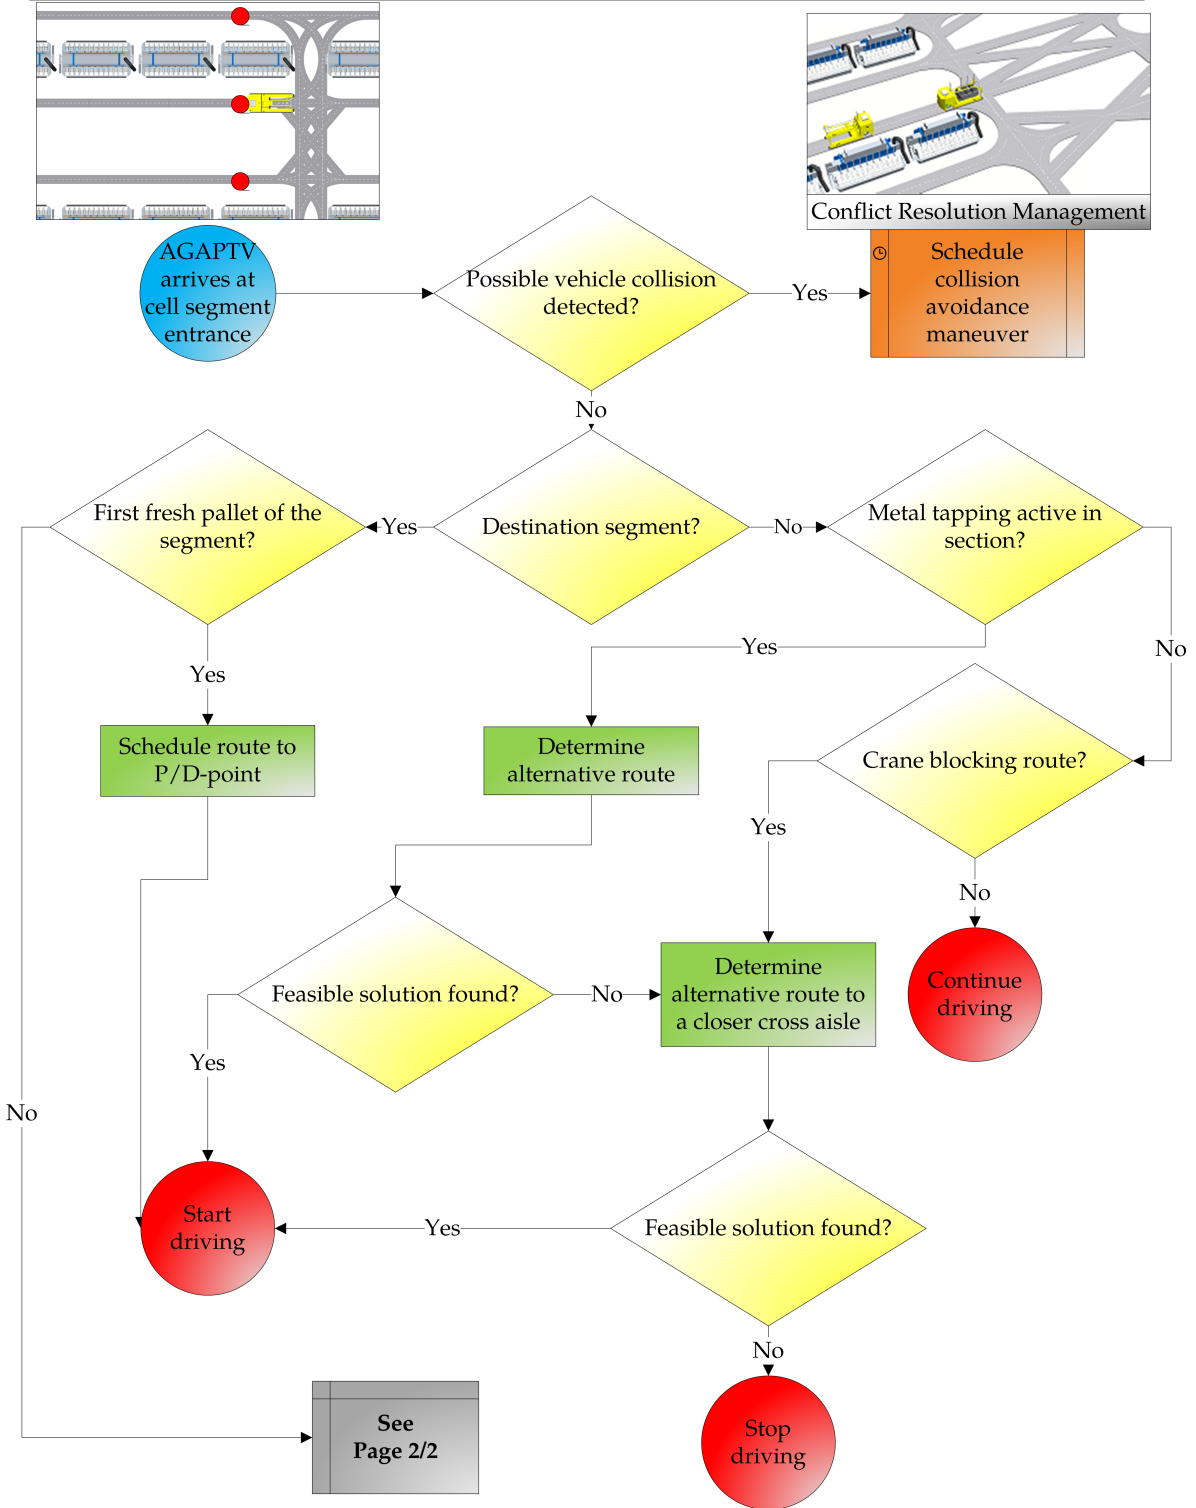 Conflict Resolution Management
AGAPTV
arrives at
cell segment
entrance
Possible vehicle collision
detected?
Yes
Schedule
collision
avoidance
maneuver
No
First fresh pallet of the
segment?
Yes
Destination segment?
No
Metal tapping active in
section?
Yes
No
Yes
Schedule route to
P/D-point
Determine
alternative route
Crane blocking route?
Yes
No
Feasible solution found?
No
Determine
alternative route to
a closer cross aisle
Continue
driving
Yes
No
Start
driving
Yes
Feasible solution found?
No
See
Page 2/2
Stop
driving